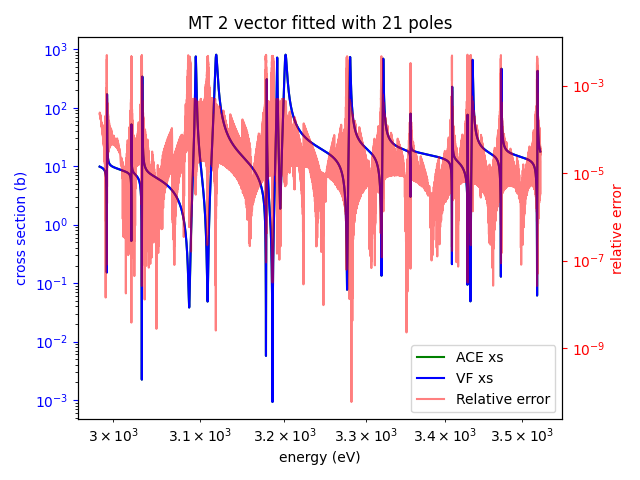 MT 2 vector fitted with 21 poles
cross section (b)
10³
10²
10¹
10⁰
10⁻¹
10⁻²
10⁻³
10⁻³
10⁻⁵
10⁻⁷
10⁻⁹
relative error
ACE xs
VF xs
Relative error
3 × 10³ 3.1 × 10³ 3.2 × 10³ 3.3 × 10³ 3.4 × 10³ 3.5 × 10³
energy (eV)